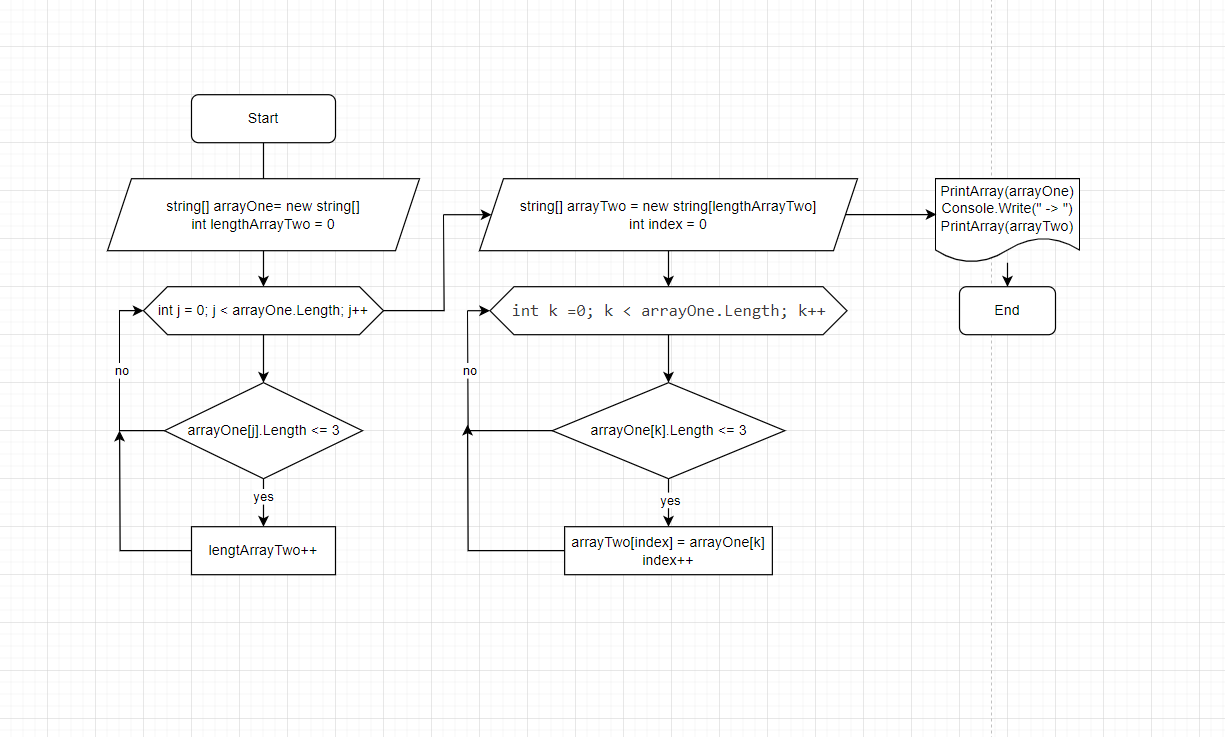 Start
string[] arrayOne= new string[]
int lengthArrayTwo = 0
int j = 0; j < arrayOne.Length; j++
no
arrayOne[j].Length <= 3
yes
lengtArrayTwo++
string[] arrayTwo = new string[lengthArrayTwo]
int index = 0
int k =0; k < arrayOne.Length; k++
no
arrayOne[k].Length <= 3
yes
arrayTwo[index] = arrayOne[k]
index++
PrintArray(arrayOne)
Console.Write(" -> ")
PrintArray(arrayTwo)
End